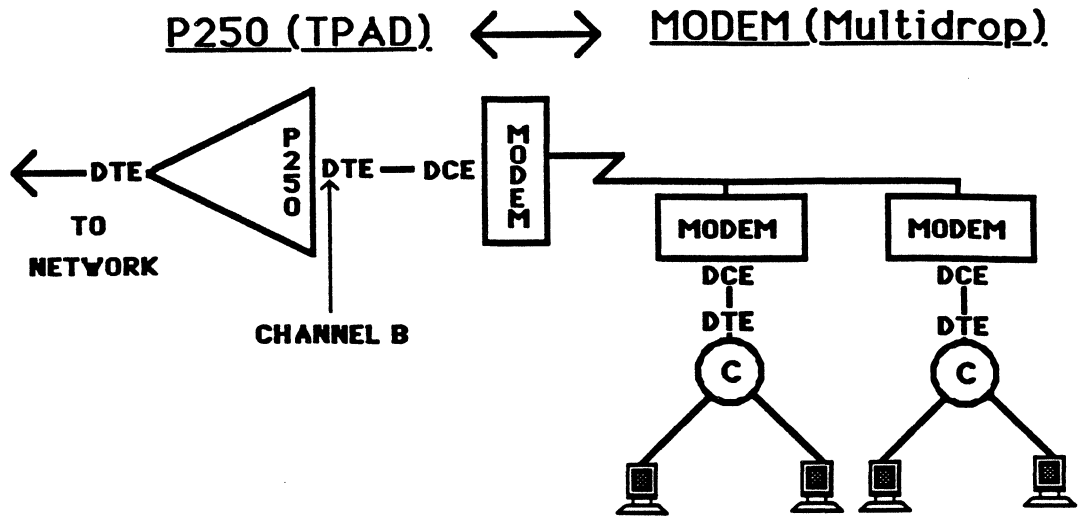 P250 (TPAD) MODEM (Multidrop)
DTE P250 DTE DCE MODEM
TO
NETWORK
CHANNEL B
MODEM MODEM
DCE DCE
DTE DTE
C C